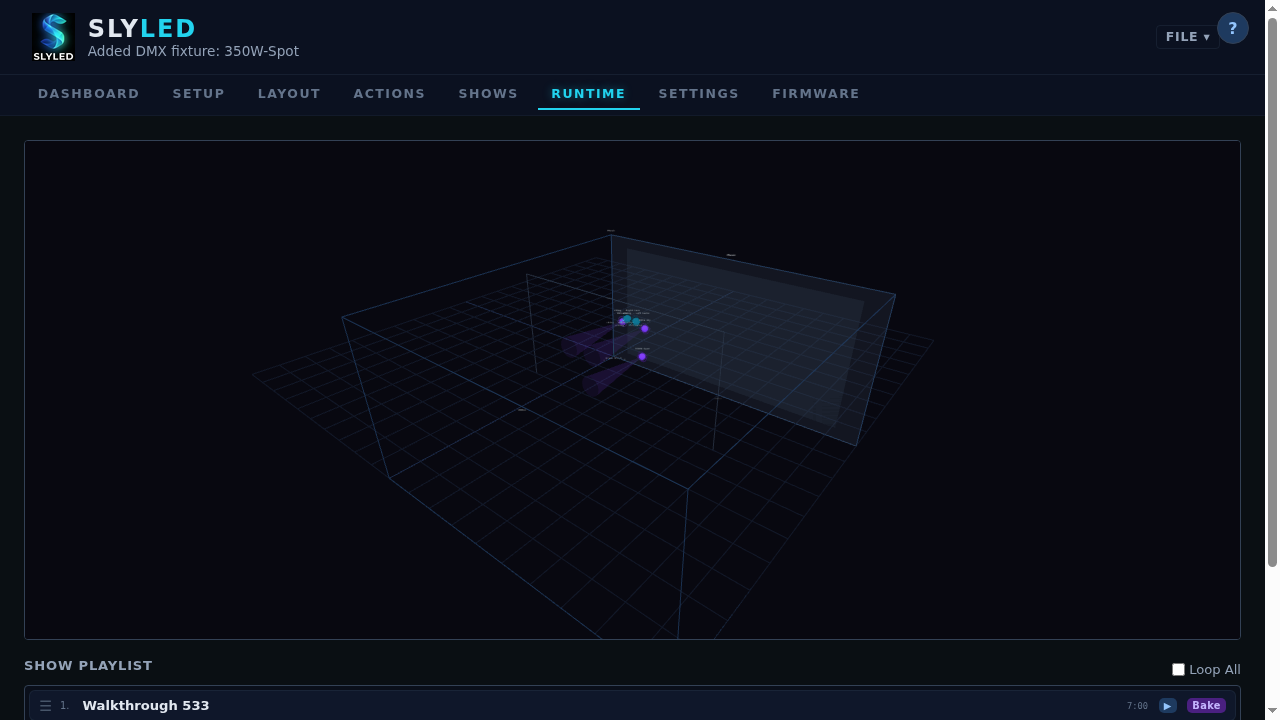 SLYLED
SLYLED
Added DMX fixture: 350W-Spot
FILE ▾
?
DASHBOARD
SETUP
LAYOUT
ACTIONS
SHOWS
RUNTIME
SETTINGS
FIRMWARE
SHOW PLAYLIST
Loop All
☰ 1. Walkthrough 533
7:00
▶
Bake